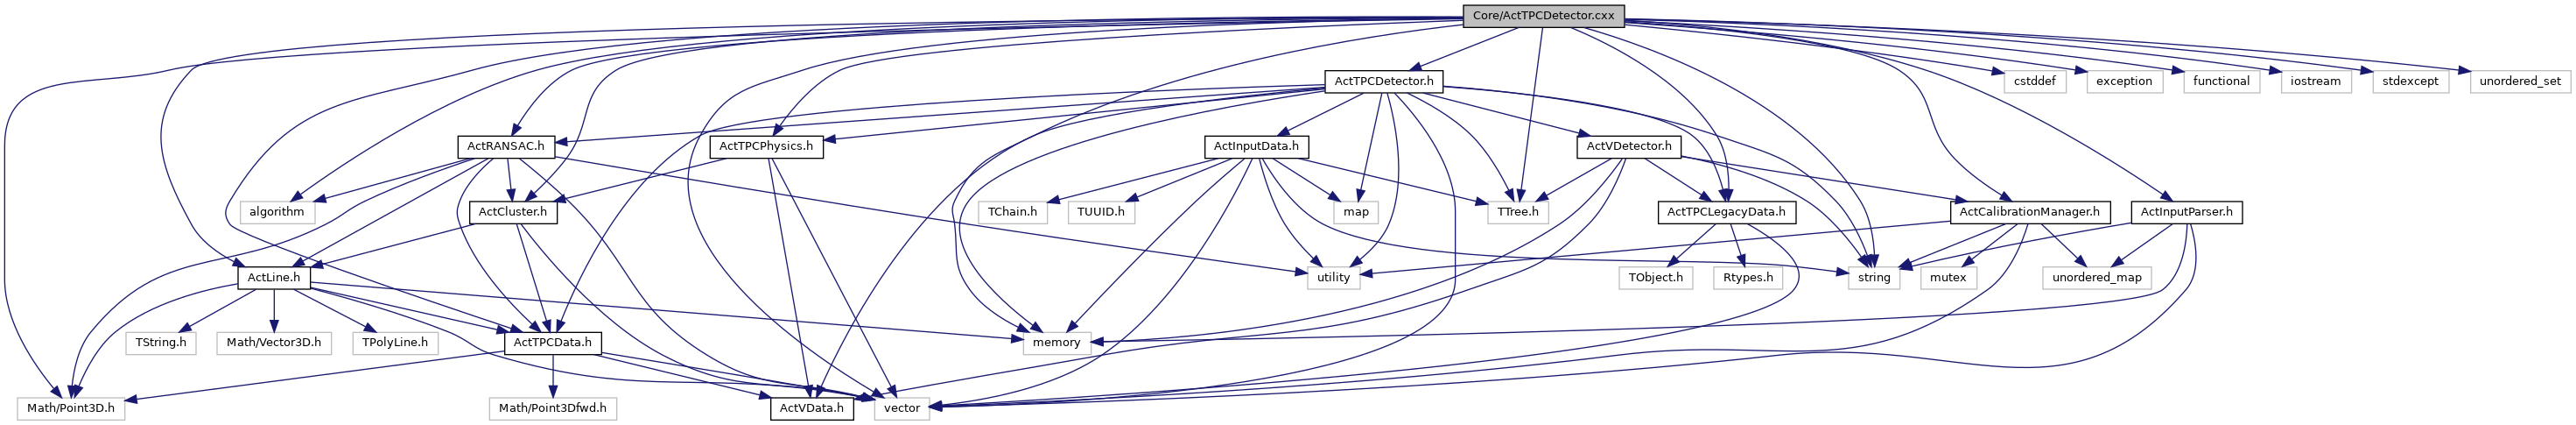 Core/ActTPCDetector.cxx
ActTPCDetector.h
cstddef
exception
functional
iostream
stdexcept
unordered_set
ActRANSAC.h
ActTPCPhysics.h
ActInputData.h
ActVDetector.h
algorithm
ActCluster.h
TChain.h
TUUID.h
map
TTree.h
ActTPCLegacyData.h
ActCalibrationManager.h
ActInputParser.h
ActLine.h
utility
TObject.h
Rtypes.h
string
mutex
unordered_map
TString.h
Math/Vector3D.h
TPolyLine.h
ActTPCData.h
memory
Math/Point3D.h
Math/Point3Dfwd.h
ActVData.h
vector